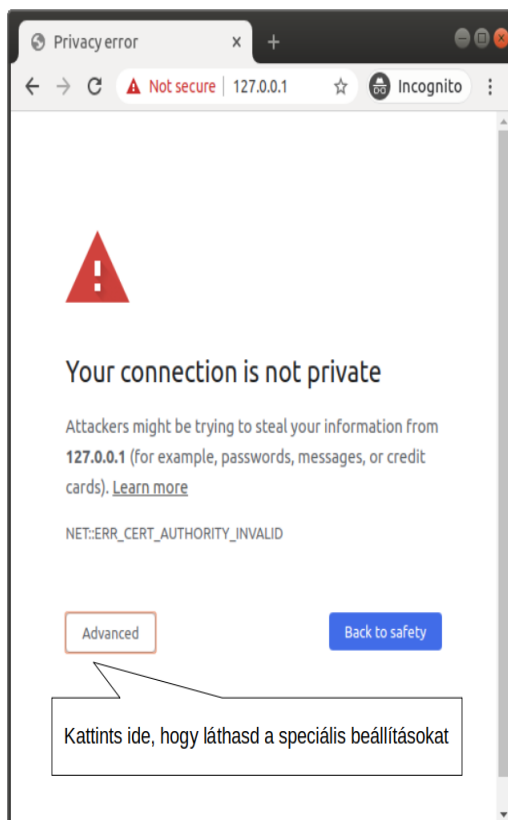 Privacy error
Not secure 127.0.0.1 Incognito
Your connection is not private
Attackers might be trying to steal your information from
127.0.0.1 (for example, passwords, messages, or credit
cards). Learn more
NET::ERR_CERT_AUTHORITY_INVALID
Advanced Back to safety
Kattints ide, hogy láthasd a speciális beállításokat